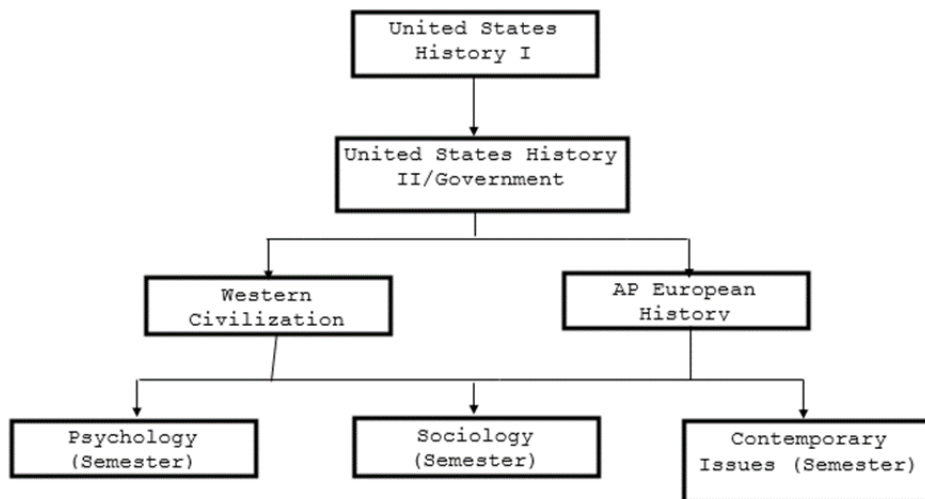 United States
History I
United States History
II/Government
Western
Civilization
AP European
History
Psychology
(Semester)
Sociology
(Semester)
Contemporary
Issues (Semester)